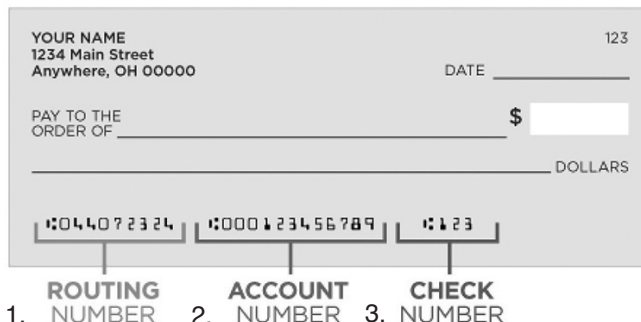 YOUR NAME 123
1234 Main Street
Anywhere, OH 00000
DATE
PAY TO THE
ORDER OF
$
DOLLARS
⑆044072324 ⑆000123456789 ⑆123
1. ROUTING NUMBER
2. ACCOUNT NUMBER
3. CHECK NUMBER